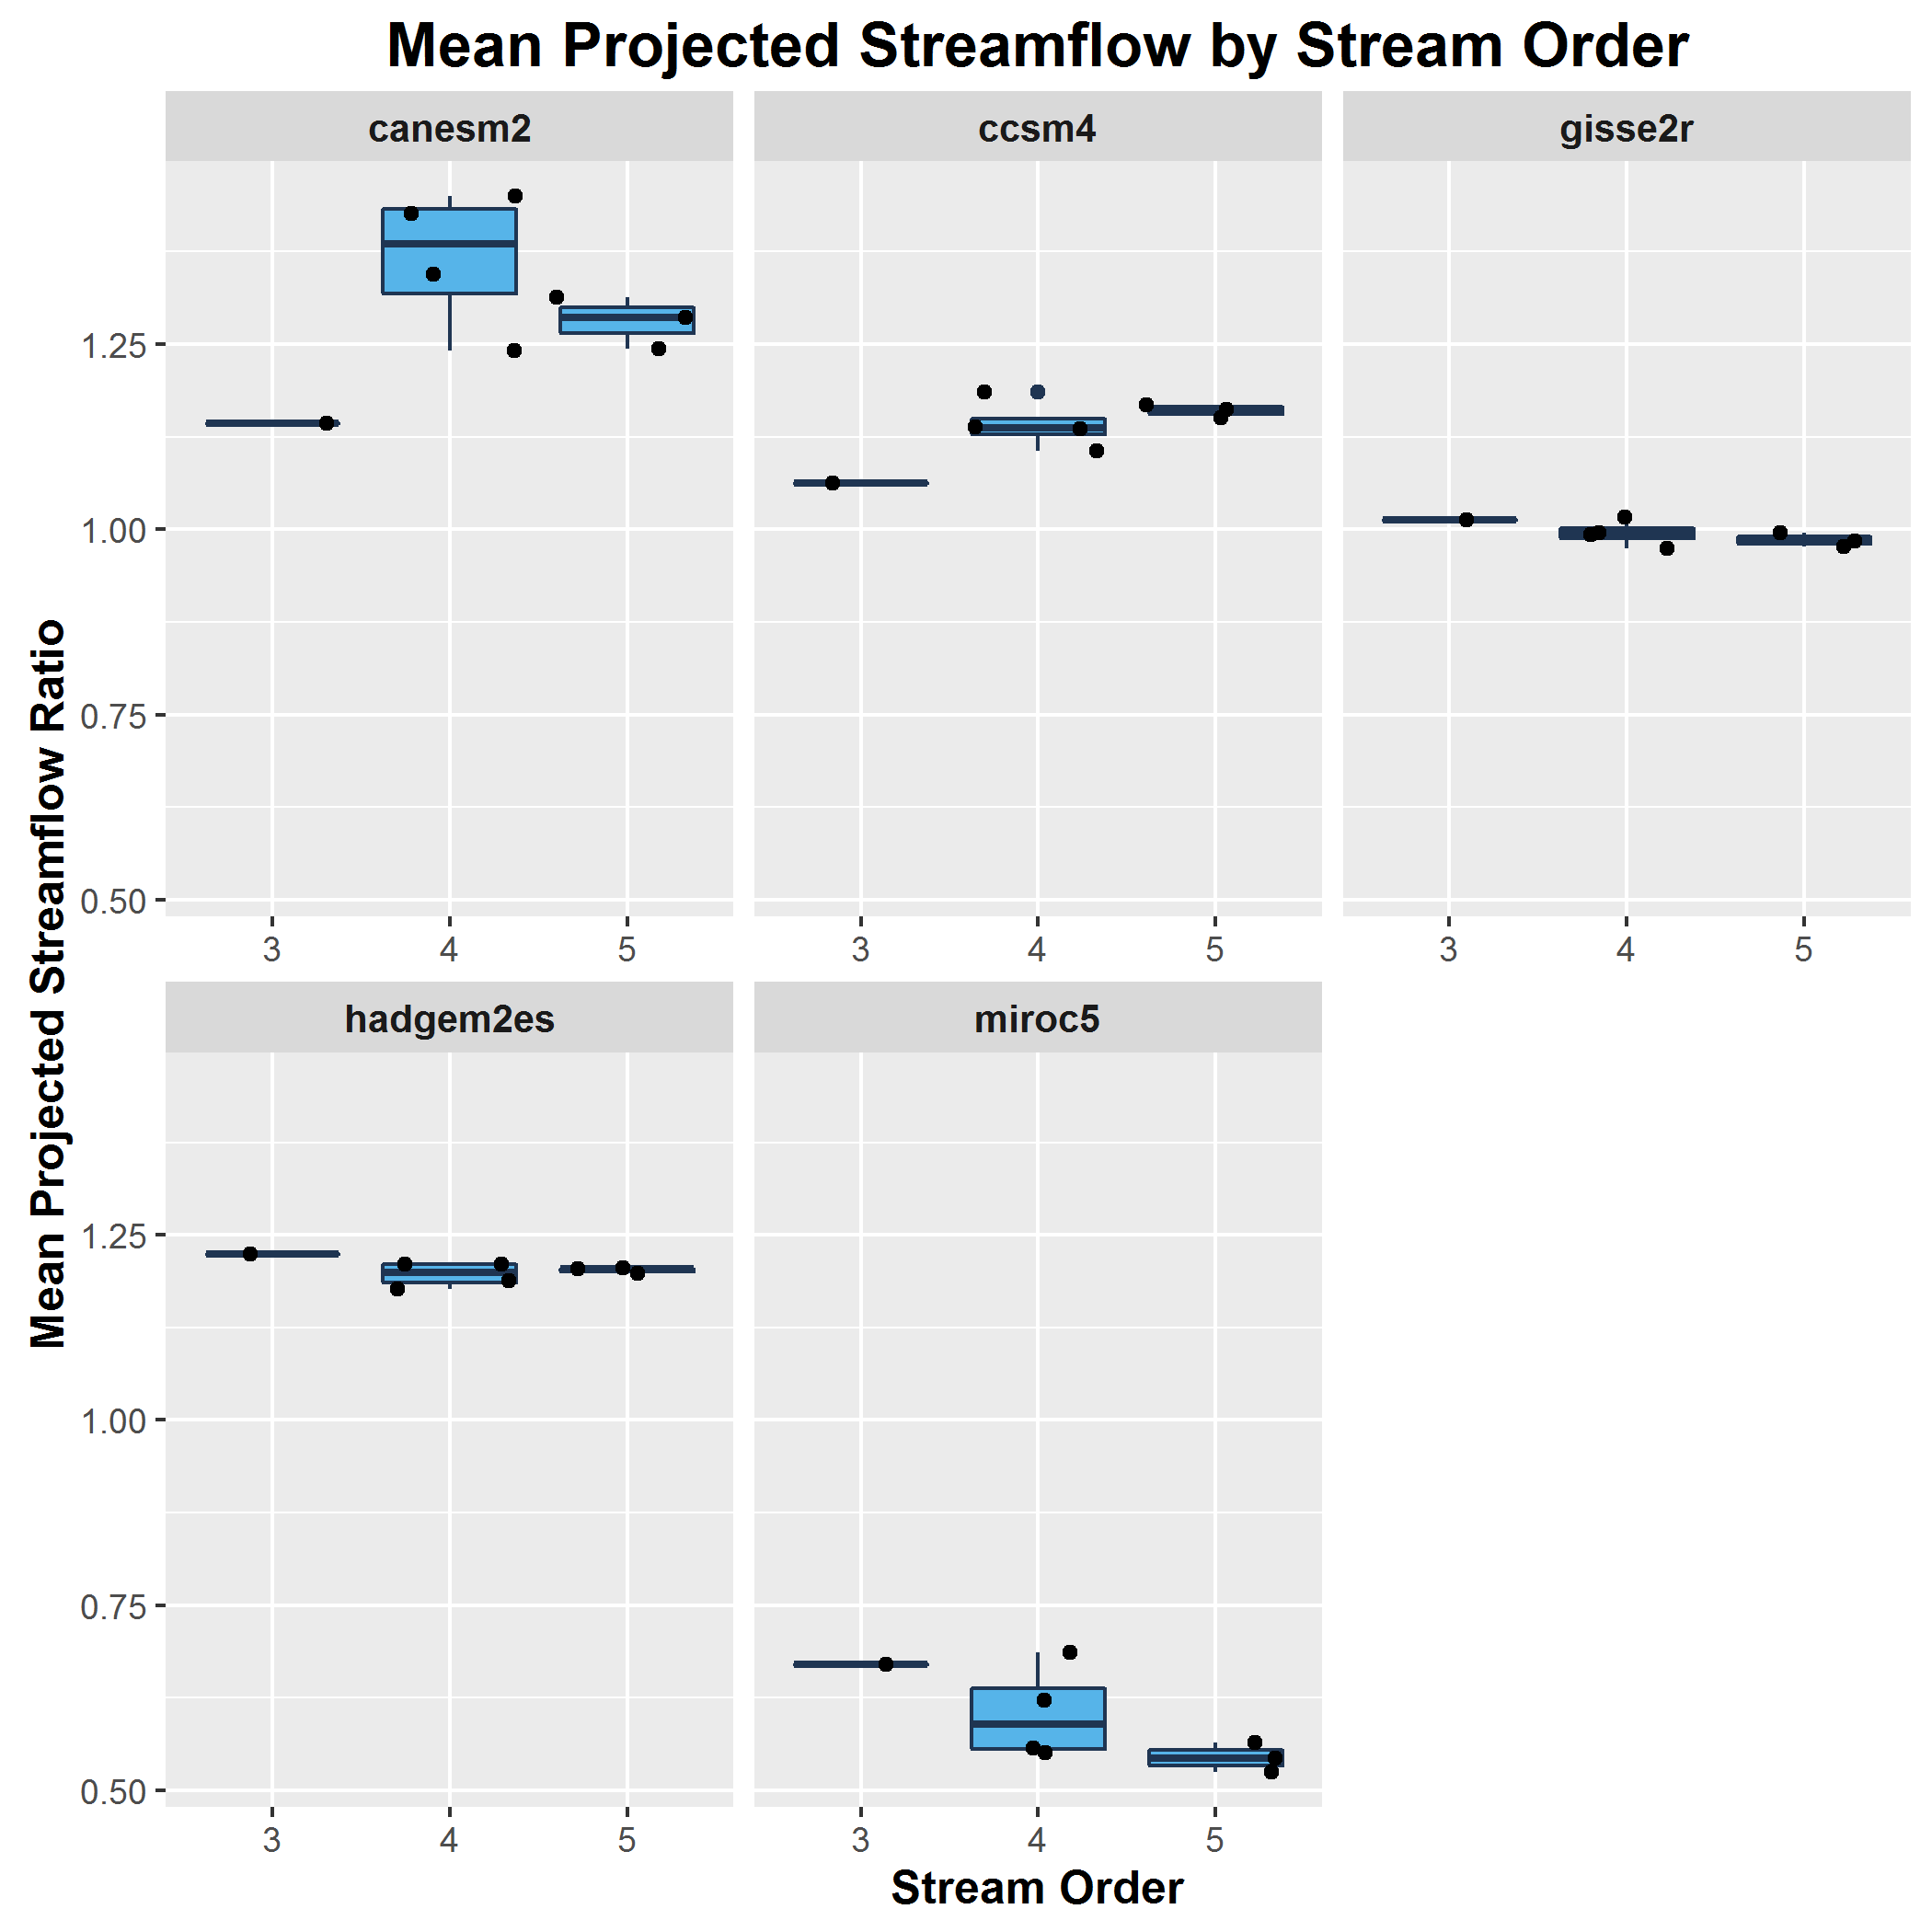 Mean Projected Streamflow by Stream Order
canesm2 ccsm4 gisse2r
1.25
1.00
0.75
0.50
3 4 5 3 4 5 3 4 5
Mean Projected Streamflow Ratio
hadgem2es miroc5
1.25
1.00
0.75
0.50
3 4 5 3 4 5
Stream Order